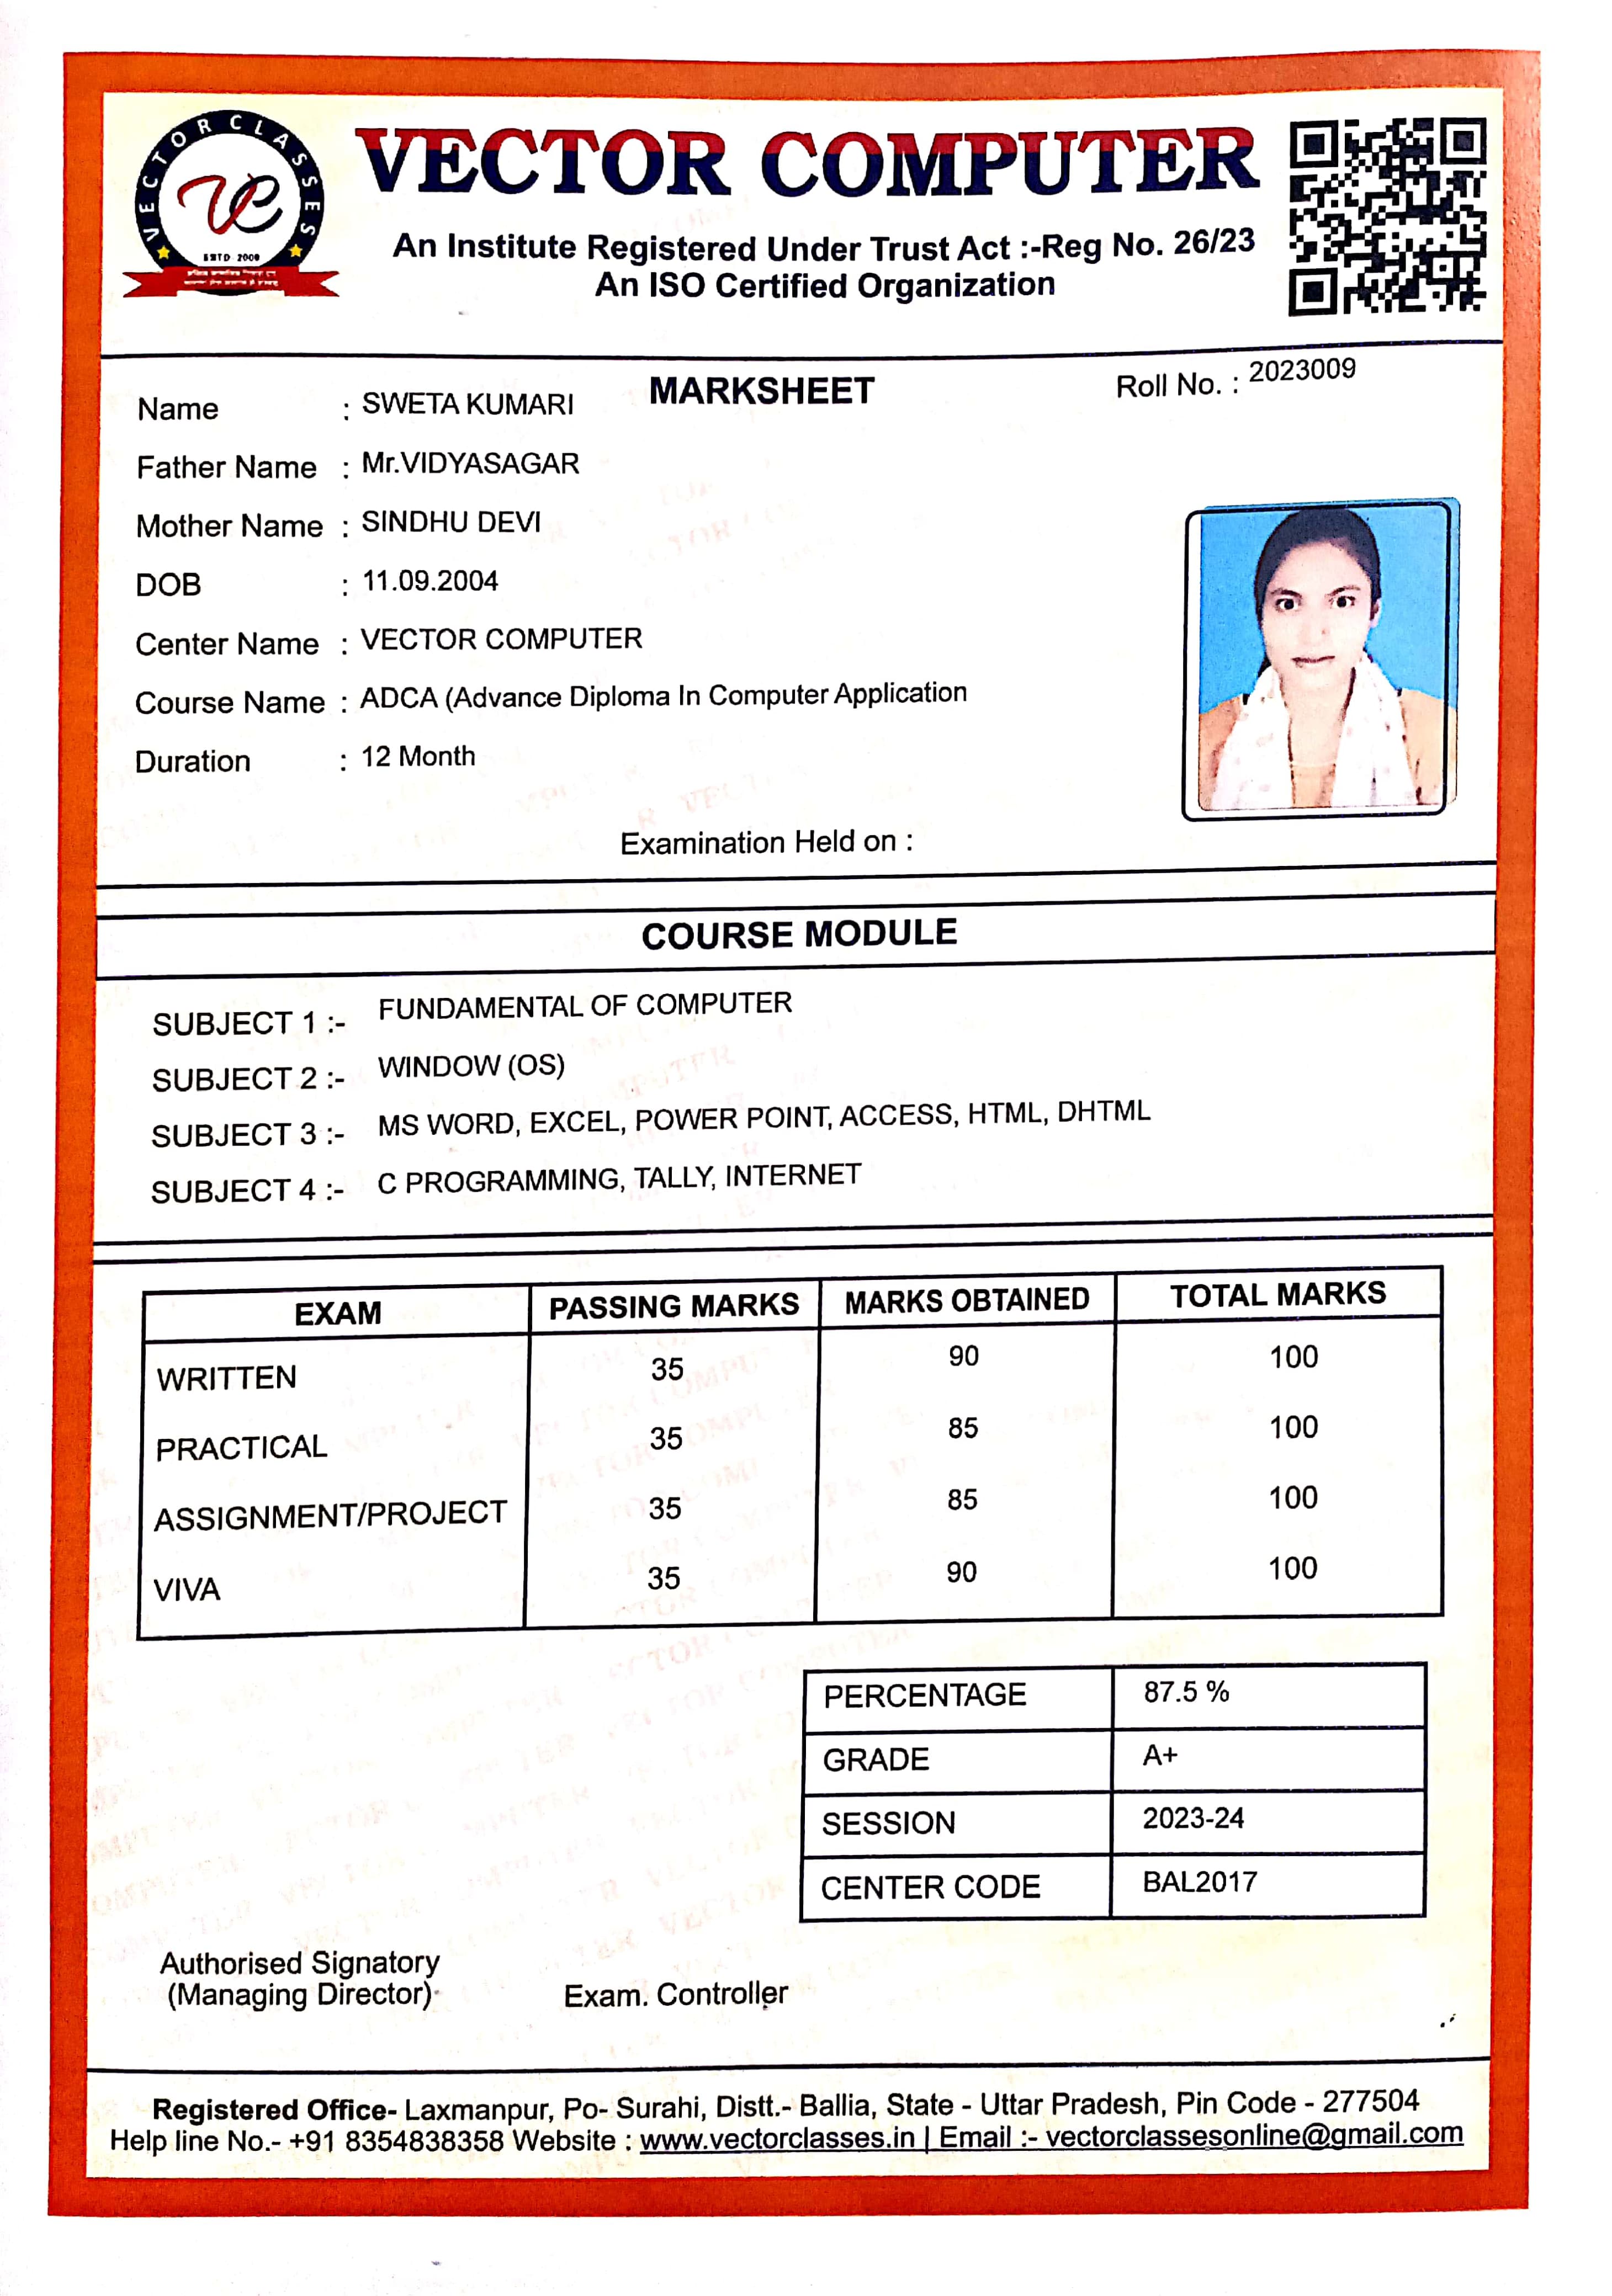 VECTOR CLASSES
VC
ESTD 2000
VECTOR COMPUTER
An Institute Registered Under Trust Act :-Reg No. 26/23
An ISO Certified Organization
MARKSHEET
Roll No. : 2023009
Name : SWETA KUMARI
Father Name : Mr.VIDYASAGAR
Mother Name : SINDHU DEVI
DOB : 11.09.2004
Center Name : VECTOR COMPUTER
Course Name : ADCA (Advance Diploma In Computer Application
Duration : 12 Month
Examination Held on :
COURSE MODULE
SUBJECT 1 :- FUNDAMENTAL OF COMPUTER
SUBJECT 2 :- WINDOW (OS)
SUBJECT 3 :- MS WORD, EXCEL, POWER POINT, ACCESS, HTML, DHTML
SUBJECT 4 :- C PROGRAMMING, TALLY, INTERNET
EXAM PASSING MARKS MARKS OBTAINED TOTAL MARKS
WRITTEN 35 90 100
PRACTICAL 35 85 100
ASSIGNMENT/PROJECT 35 85 100
VIVA 35 90 100
PERCENTAGE 87.5 %
GRADE A+
SESSION 2023-24
CENTER CODE BAL2017
Authorised Signatory
(Managing Director)
Exam. Controller
Registered Office- Laxmanpur, Po- Surahi, Distt.- Ballia, State - Uttar Pradesh, Pin Code - 277504
Help line No.- +91 8354838358 Website : www.vectorclasses.in | Email :- vectorclassesonline@gmail.com